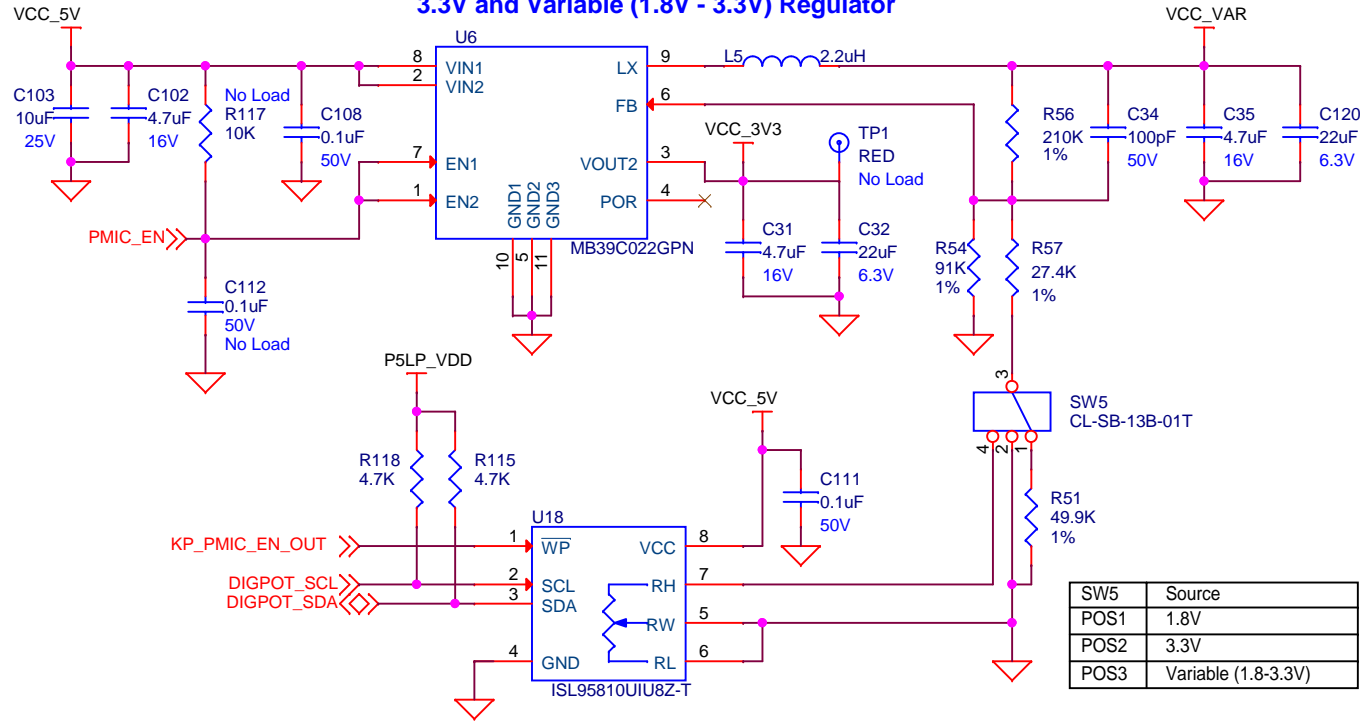 3.3V and Variable (1.8V - 3.3V) Regulator
VCC_5V
VCC_VAR
U6
8
VIN1
2
VIN2
7
EN1
1
EN2
LX
9
FB
6
VOUT2
3
POR
4
GND1
GND2
GND3
10
5
11
MB39C022GPN
C103
10uF
25V
C102
4.7uF
16V
No Load
R117
10K
C108
0.1uF
50V
PMIC_EN
C112
0.1uF
50V
No Load
L5
2.2uH
VCC_3V3
TP1
RED
No Load
C31
4.7uF
16V
C32
22uF
6.3V
R56
210K
1%
C34
100pF
50V
C35
4.7uF
16V
C120
22uF
6.3V
R54
91K
1%
R57
27.4K
1%
3
SW5
CL-SB-13B-01T
4
2
1
R51
49.9K
1%
P5LP_VDD
R118
4.7K
R115
4.7K
VCC_5V
C111
0.1uF
50V
U18
KP_PMIC_EN_OUT
1
WP
DIGPOT_SCL
2
SCL
DIGPOT_SDA
3
SDA
4
GND
VCC
8
RH
7
RW
5
RL
6
ISL95810UIU8Z-T
SW5 Source
POS1 1.8V
POS2 3.3V
POS3 Variable (1.8-3.3V)